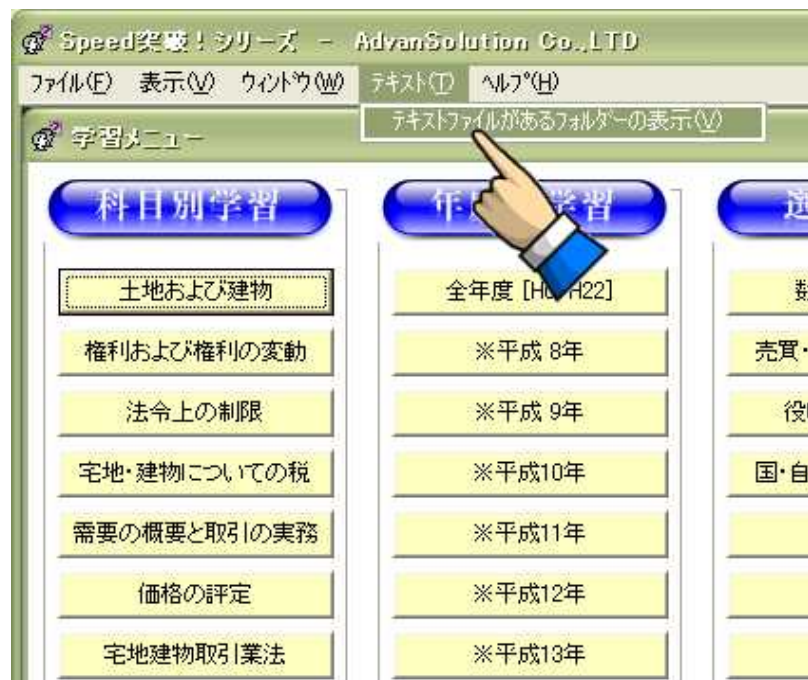 Speed突破!シリーズ - AdvanSolution Co.,LTD
ファイル(F) 表示(V) ウィンドウ(W) テキスト(T) ヘルプ(H)
テキストファイルがあるフォルダーの表示(V)
学習メニュー
科目別学習
学習
土地および建物
権利および権利の変動
法令上の制限
宅地・建物についての税
需要の概要と取引の実務
価格の評定
宅地建物取引業法
全年度 H22]
※平成 8年
※平成 9年
※平成10年
※平成11年
※平成12年
※平成13年
売買・
国・自